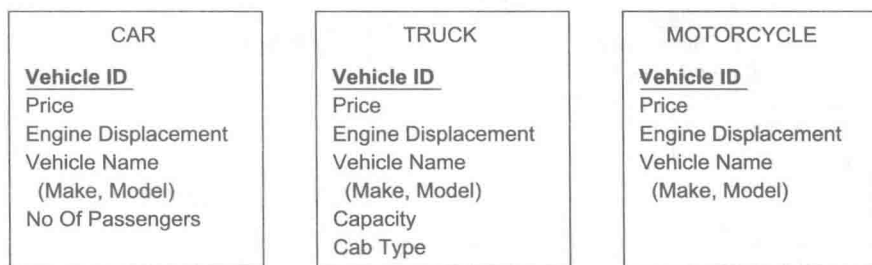 CAR
Vehicle ID
Price
Engine Displacement
Vehicle Name
(Make, Model)
No Of Passengers
TRUCK
Vehicle ID
Price
Engine Displacement
Vehicle Name
(Make, Model)
Capacity
Cab Type
MOTORCYCLE
Vehicle ID
Price
Engine Displacement
Vehicle Name
(Make, Model)